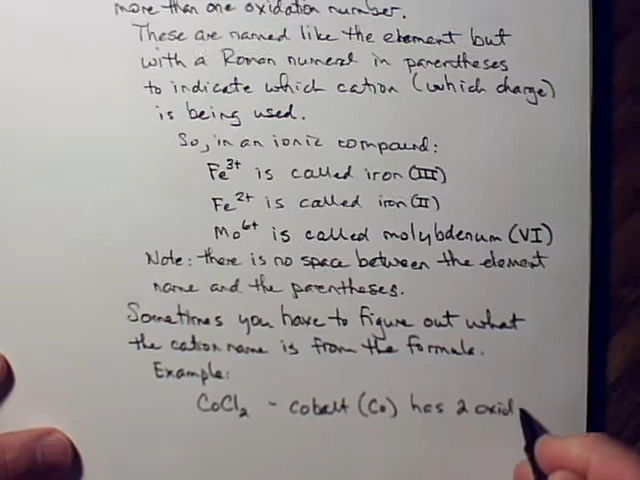 more than one oxidation number.
These are named like the element but
with a Roman numeral in parentheses
to indicate which cation (which charge)
is being used.
So, in an ionic compound:
Fe³⁺ is called iron(III)
Fe²⁺ is called iron(II)
Mo⁶⁺ is called molybdenum(VI)
Note: there is no space between the element
name and the parentheses.
Sometimes you have to figure out what
the cation name is from the formula.
Example:
CoCl₂ - cobalt (Co) has 2 oxid